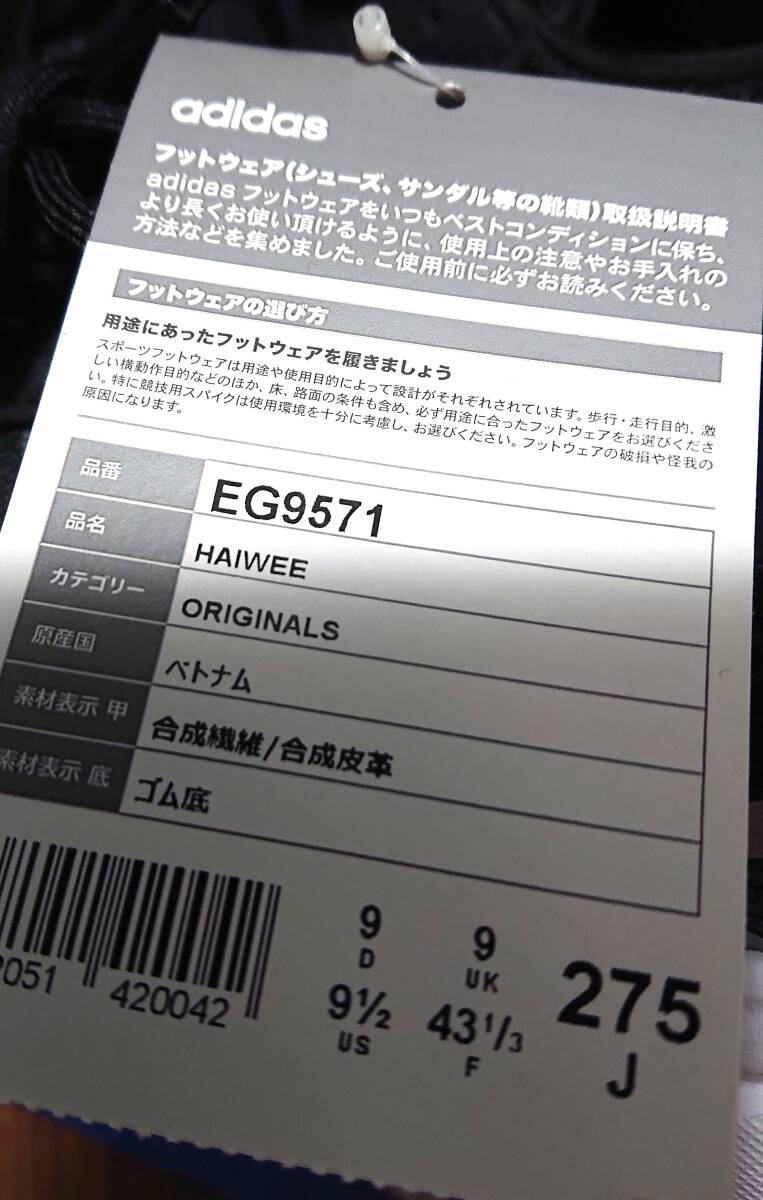 adidas
フットウェア(シューズ、サンダル等の靴類)取扱説明書
adidas フットウェアをいつもベストコンディションに保ち、
より長くお使い頂けるように、使用上の注意やお手入れの
方法などを集めました。ご使用前に必ずお読みください。
フットウェアの選び方
用途にあったフットウェアを履きましょう
スポーツフットウェアは用途や使用目的によって設計がそれぞれされています。歩行・走行目的、激
しい横動作目的などのほか、床、路面の条件も含め、必ず用途に合ったフットウェアをお選びくださ
い。特に競技用スパイクは使用環境を十分に考慮し、お選びください。フットウェアの破損や怪我の
原因になります。
品番 EG9571
品名 HAIWEE
カテゴリー ORIGINALS
原産国 ベトナム
素材表示 甲 合成繊維/合成皮革
素材表示 底 ゴム底
2051 420042
9 9 275
D UK J
9½ 43⅓
US F